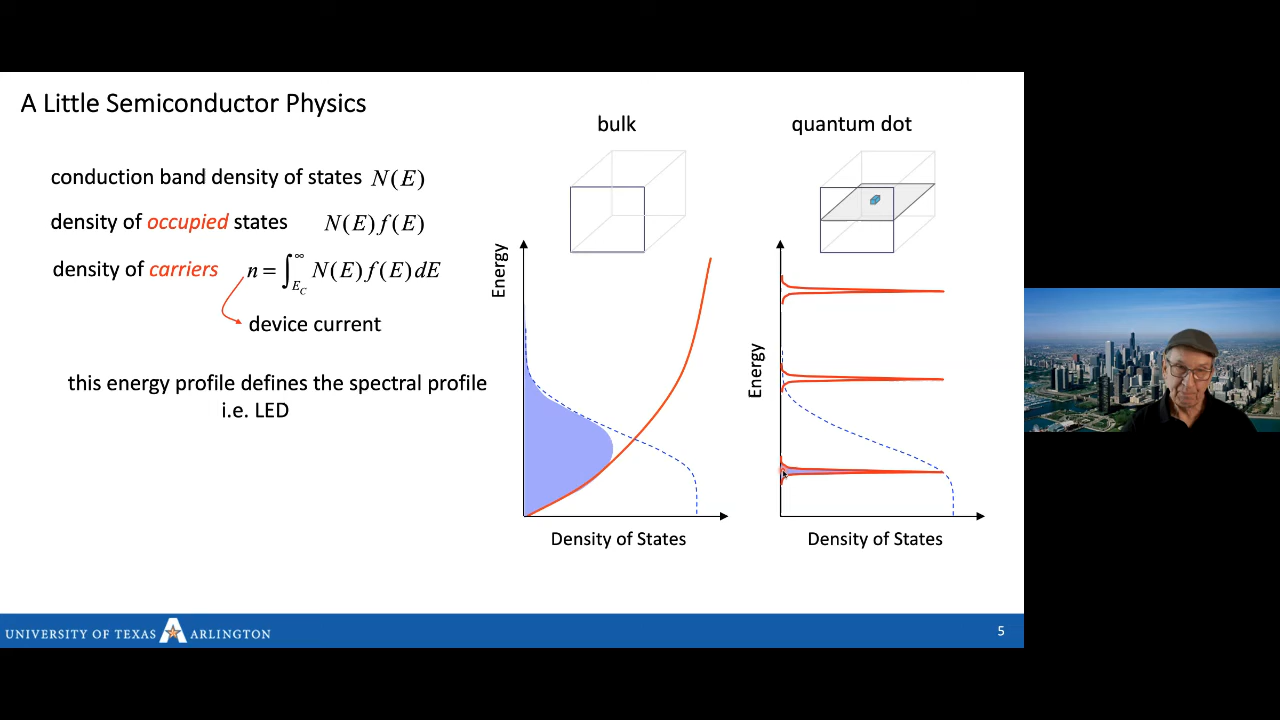 A Little Semiconductor Physics
conduction band density of states N(E)
density of occupied states N(E)f(E)
density of carriers n = ∫_{E_C}^{∞} N(E)f(E)dE
device current
this energy profile defines the spectral profile
i.e. LED
bulk
Energy
Density of States
quantum dot
Energy
Density of States
UNIVERSITY OF TEXAS A ARLINGTON
5